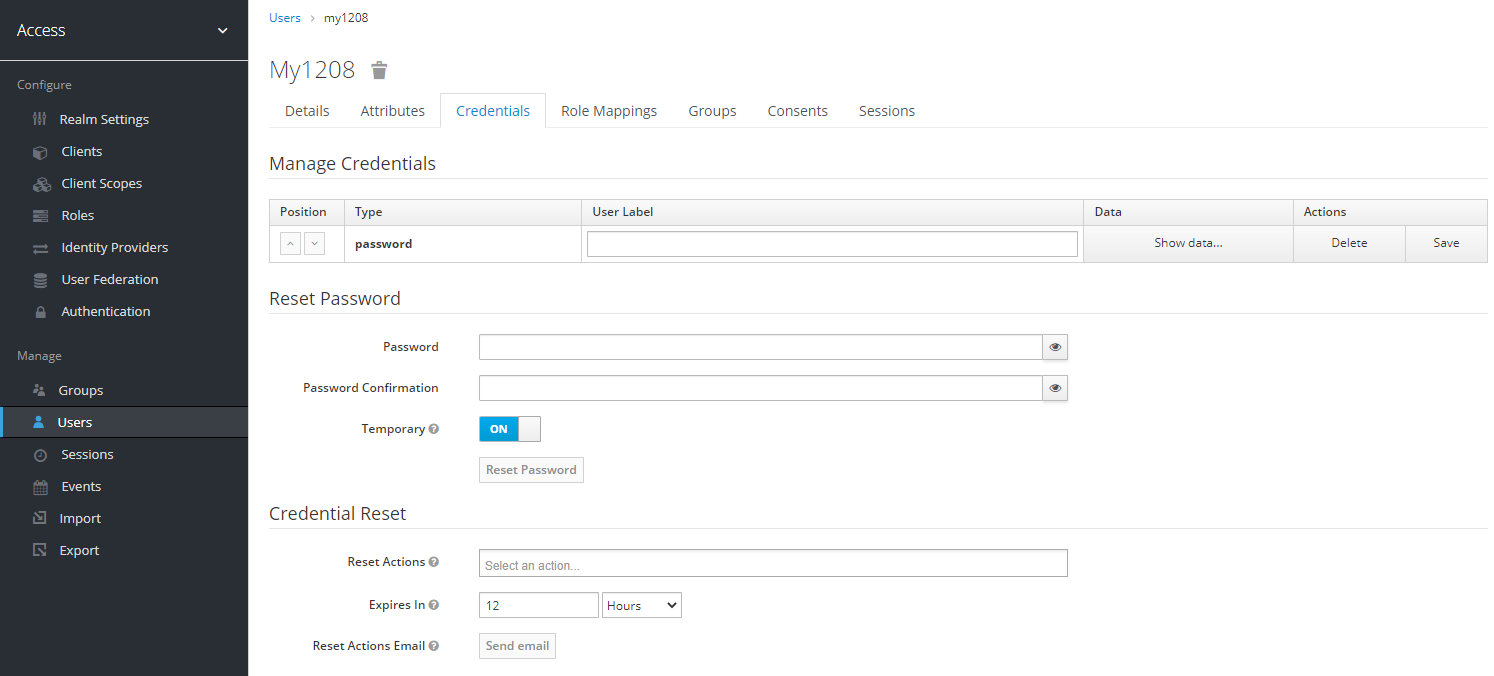 Access
Configure
Realm Settings
Clients
Client Scopes
Roles
Identity Providers
User Federation
Authentication
Manage
Groups
Users
Sessions
Events
Import
Export
Users > my1208
My1208
Details Attributes Credentials Role Mappings Groups Consents Sessions
Manage Credentials
Position Type User Label Data Actions
password Show data... Delete Save
Reset Password
Password
Password Confirmation
Temporary ON
Reset Password
Credential Reset
Reset Actions Select an action...
Expires In 12 Hours
Reset Actions Email Send email